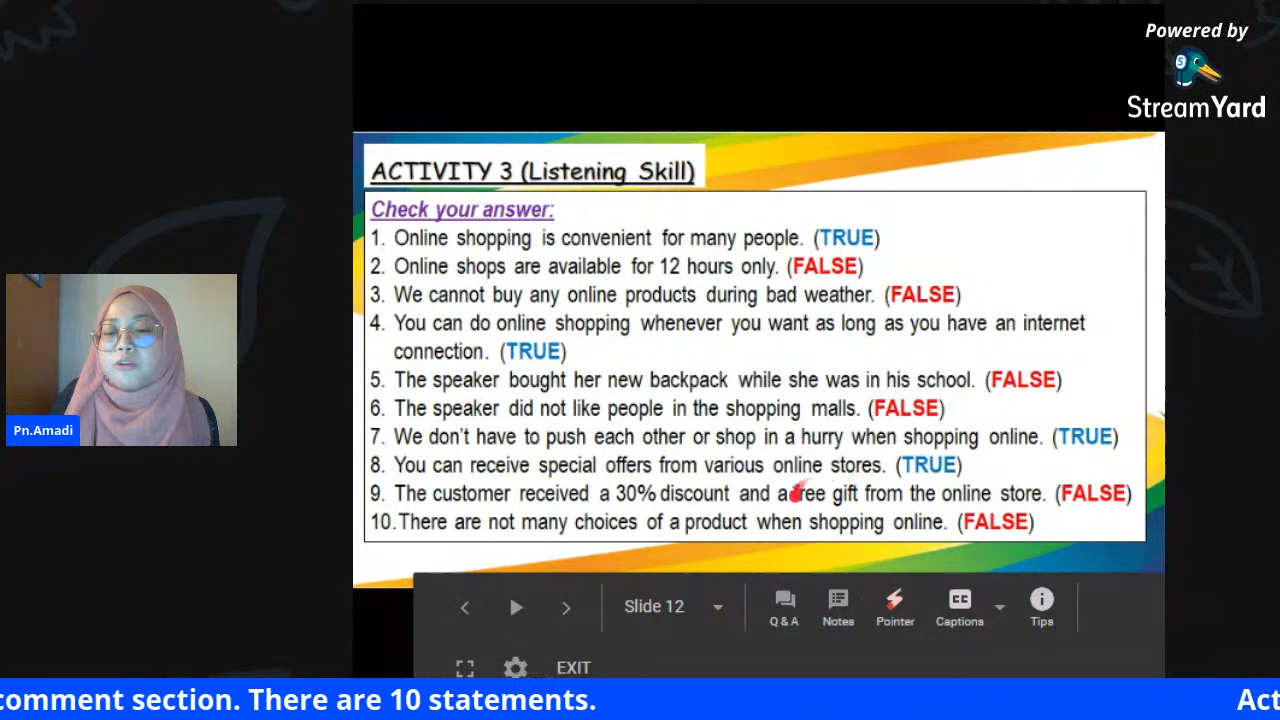 Powered by
StreamYard
ACTIVITY 3 (Listening Skill)
Check your answer:
1. Online shopping is convenient for many people. (TRUE)
2. Online shops are available for 12 hours only. (FALSE)
3. We cannot buy any online products during bad weather. (FALSE)
4. You can do online shopping whenever you want as long as you have an internet
connection. (TRUE)
5. The speaker bought her new backpack while she was in his school. (FALSE)
6. The speaker did not like people in the shopping malls. (FALSE)
7. We don't have to push each other or shop in a hurry when shopping online. (TRUE)
8. You can receive special offers from various online stores. (TRUE)
9. The customer received a 30% discount and a free gift from the online store. (FALSE)
10. There are not many choices of a product when shopping online. (FALSE)
Pn.Amadi
Slide 12
Q & A
Notes
Pointer
CC
Captions
Tips
EXIT
comment section. There are 10 statements.
Act